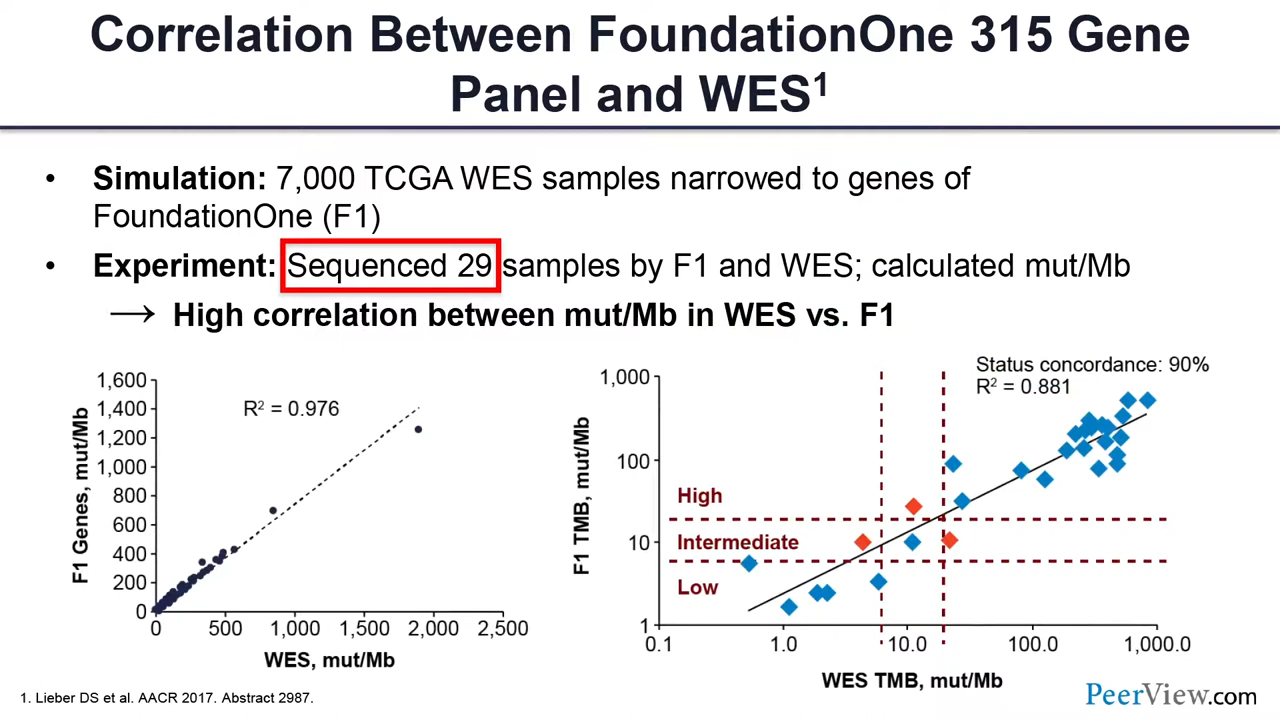 Correlation Between FoundationOne 315 Gene
Panel and WES¹
• Simulation: 7,000 TCGA WES samples narrowed to genes of
FoundationOne (F1)
• Experiment: Sequenced 29 samples by F1 and WES; calculated mut/Mb
→ High correlation between mut/Mb in WES vs. F1
F1 Genes, mut/Mb
1,600
1,400
1,200
1,000
800
600
400
200
0
R² = 0.976
0 500 1,000 1,500 2,000 2,500
WES, mut/Mb
F1 TMB, mut/Mb
1,000
100
10
1
Status concordance: 90%
R² = 0.881
High
Intermediate
Low
0.1 1.0 10.0 100.0 1,000.0
WES TMB, mut/Mb
1. Lieber DS et al. AACR 2017. Abstract 2987.
PeerView.com